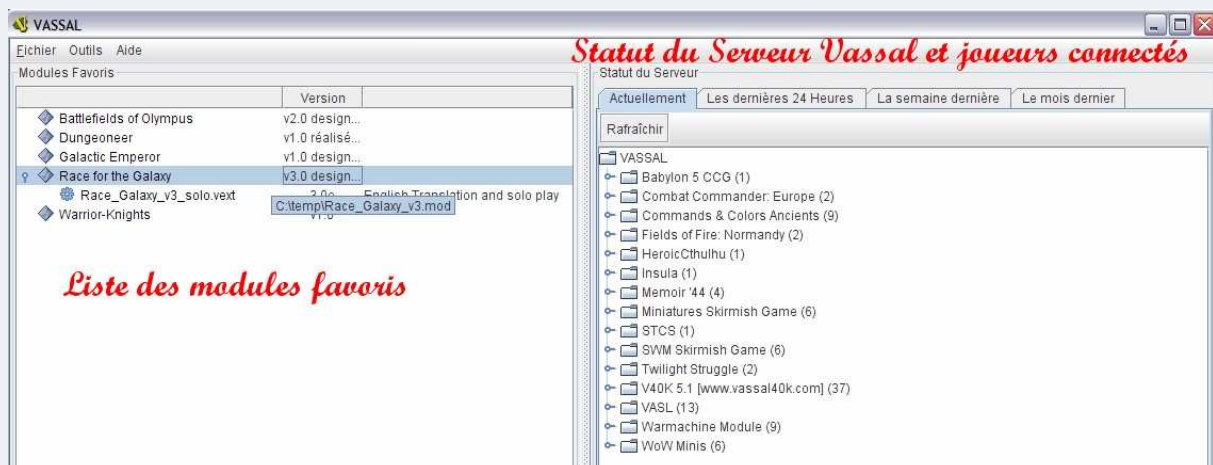 VASSAL
Fichier Outils Aide
Statut du Serveur Vassal et joueurs connectés
Modules Favoris
Version
Battlefields of Olympus v2.0 design...
Dungeoneer v1.0 réalisé...
Galactic Emperor v1.0 design...
Race for the Galaxy v3.0 design...
Race_Galaxy_v3_solo.vext English Translation and solo play
C:\temp\Race_Galaxy_v3.mod
Warrior-Knights v1.0
Liste des modules favoris
Statut du Serveur
Actuellement Les dernières 24 Heures La semaine dernière Le mois dernier
Rafraîchir
VASSAL
Babylon 5 CCG (1)
Combat Commander: Europe (2)
Commands & Colors Ancients (9)
Fields of Fire: Normandy (2)
HeroicCthulhu (1)
Insula (1)
Memoir '44 (4)
Miniatures Skirmish Game (6)
STCS (1)
SWM Skirmish Game (6)
Twilight Struggle (2)
V40K 5.1 [www.vassal40k.com] (37)
VASL (13)
Warmachine Module (9)
WoW Minis (6)